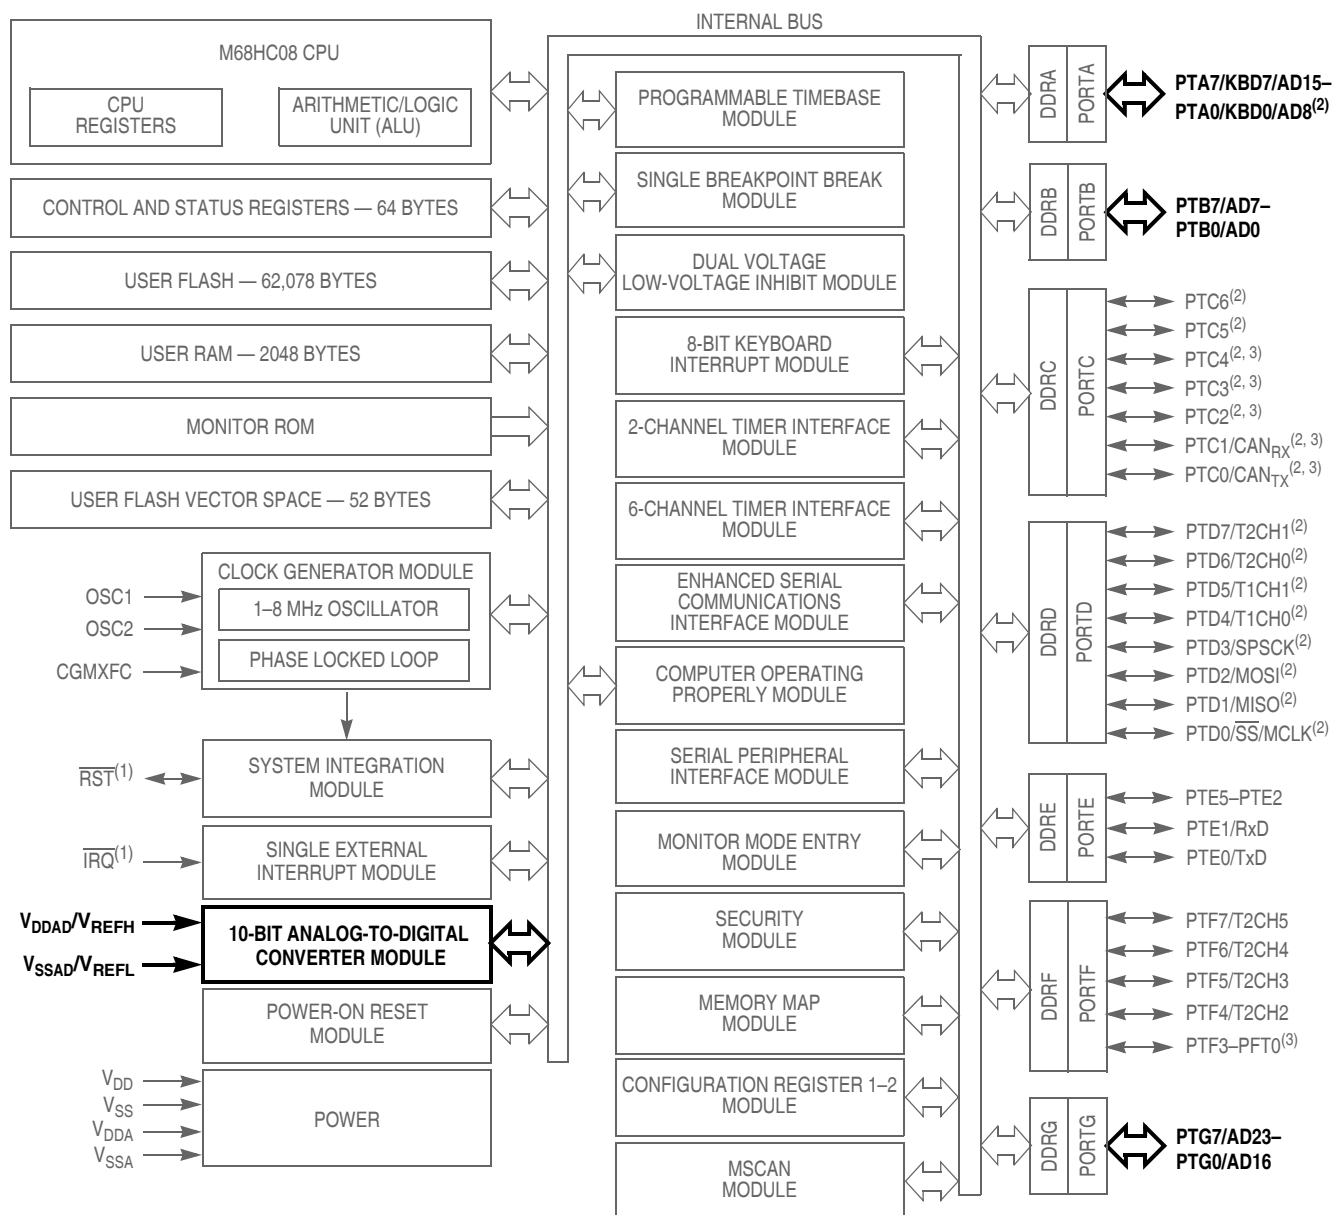 INTERNAL BUS
M68HC08 CPU
CPU
REGISTERS
ARITHMETIC/LOGIC
UNIT (ALU)
CONTROL AND STATUS REGISTERS — 64 BYTES
USER FLASH — 62,078 BYTES
USER RAM — 2048 BYTES
MONITOR ROM
USER FLASH VECTOR SPACE — 52 BYTES
CLOCK GENERATOR MODULE
1–8 MHz OSCILLATOR
PHASE LOCKED LOOP
OSC1
OSC2
CGMXFC
SYSTEM INTEGRATION
MODULE
RST(1)
SINGLE EXTERNAL
INTERRUPT MODULE
IRQ(1)
10-BIT ANALOG-TO-DIGITAL
CONVERTER MODULE
VDDAD/VREFH
VSSAD/VREFL
POWER-ON RESET
MODULE
POWER
VDD
VSS
VDDA
VSSA
PROGRAMMABLE TIMEBASE
MODULE
SINGLE BREAKPOINT BREAK
MODULE
DUAL VOLTAGE
LOW-VOLTAGE INHIBIT MODULE
8-BIT KEYBOARD
INTERRUPT MODULE
2-CHANNEL TIMER INTERFACE
MODULE
6-CHANNEL TIMER INTERFACE
MODULE
ENHANCED SERIAL
COMMUNICATIONS
INTERFACE MODULE
COMPUTER OPERATING
PROPERLY MODULE
SERIAL PERIPHERAL
INTERFACE MODULE
MONITOR MODE ENTRY
MODULE
SECURITY
MODULE
MEMORY MAP
MODULE
CONFIGURATION REGISTER 1–2
MODULE
MSCAN
MODULE
DDRA
PORTA
PTA7/KBD7/AD15–
PTA0/KBD0/AD8(2)
DDRB
PORTB
PTB7/AD7–
PTB0/AD0
DDRC
PORTC
PTC6(2)
PTC5(2)
PTC4(2, 3)
PTC3(2, 3)
PTC2(2, 3)
PTC1/CANRX(2, 3)
PTC0/CANTX(2, 3)
DDRD
PORTD
PTD7/T2CH1(2)
PTD6/T2CH0(2)
PTD5/T1CH1(2)
PTD4/T1CH0(2)
PTD3/SPSCK(2)
PTD2/MOSI(2)
PTD1/MISO(2)
PTD0/SS/MCLK(2)
DDRE
PORTE
PTE5–PTE2
PTE1/RxD
PTE0/TxD
DDRF
PORTF
PTF7/T2CH5
PTF6/T2CH4
PTF5/T2CH3
PTF4/T2CH2
PTF3–PFT0(3)
DDRG
PORTG
PTG7/AD23–
PTG0/AD16